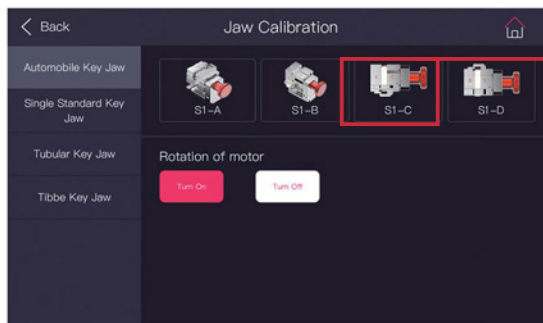 Back
Jaw Calibration
Automobile Key Jaw
Single Standard Key
Jaw
Tubular Key Jaw
Tibbe Key Jaw
S1-A
S1-B
S1-C
S1-D
Rotation of motor
Turn On
Turn Off